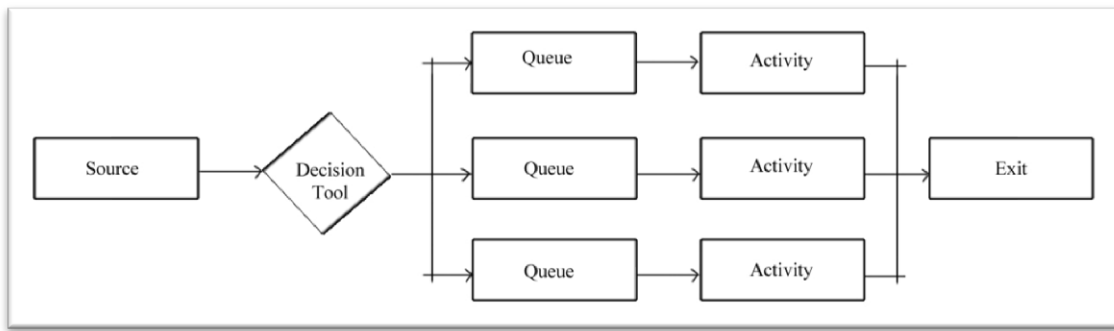 Source
Decision
Tool
Queue
Activity
Queue
Activity
Queue
Activity
Exit